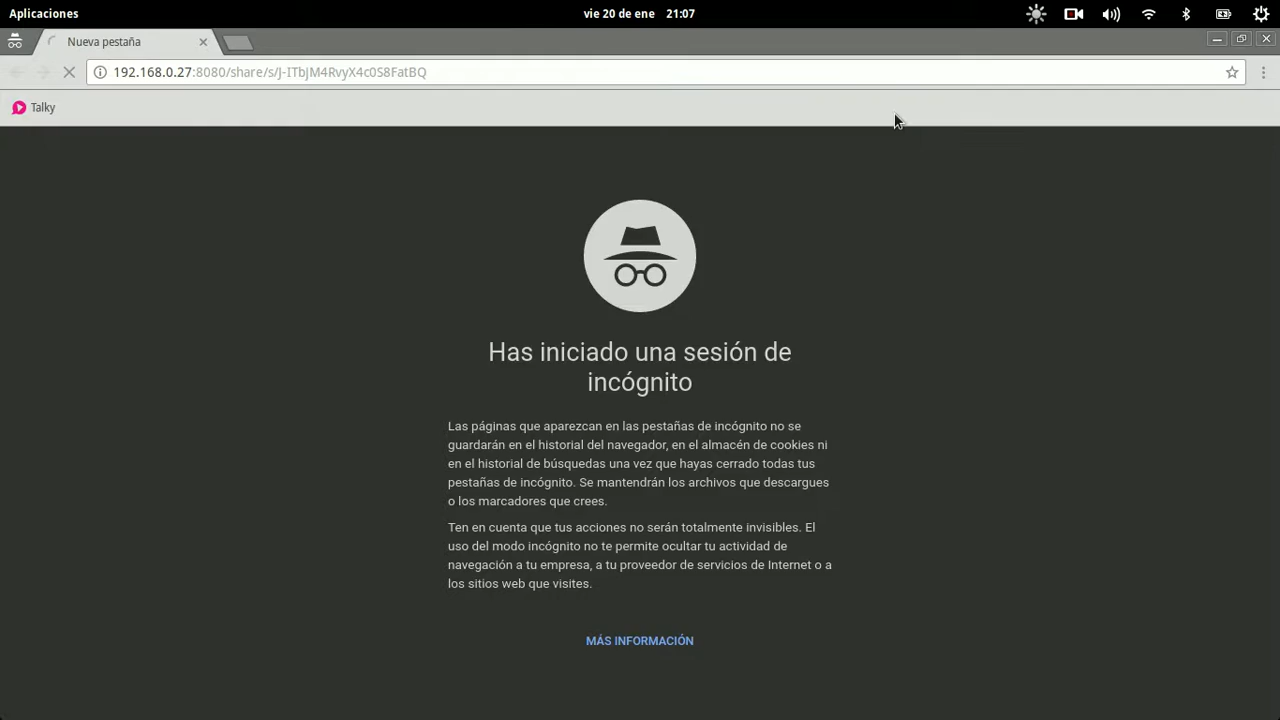 Aplicaciones vie 20 de ene 21:07
Nueva pestaña
192.168.0.27:8080/share/s/J-ITbJM4RvyX4c0S8FatBQ
Talky
Has iniciado una sesión de
incógnito
Las páginas que aparezcan en las pestañas de incógnito no se
guardarán en el historial del navegador, en el almacén de cookies ni
en el historial de búsquedas una vez que hayas cerrado todas tus
pestañas de incógnito. Se mantendrán los archivos que descargues
o los marcadores que crees.
Ten en cuenta que tus acciones no serán totalmente invisibles. El
uso del modo incógnito no te permite ocultar tu actividad de
navegación a tu empresa, a tu proveedor de servicios de Internet o a
los sitios web que visites.
MÁS INFORMACIÓN